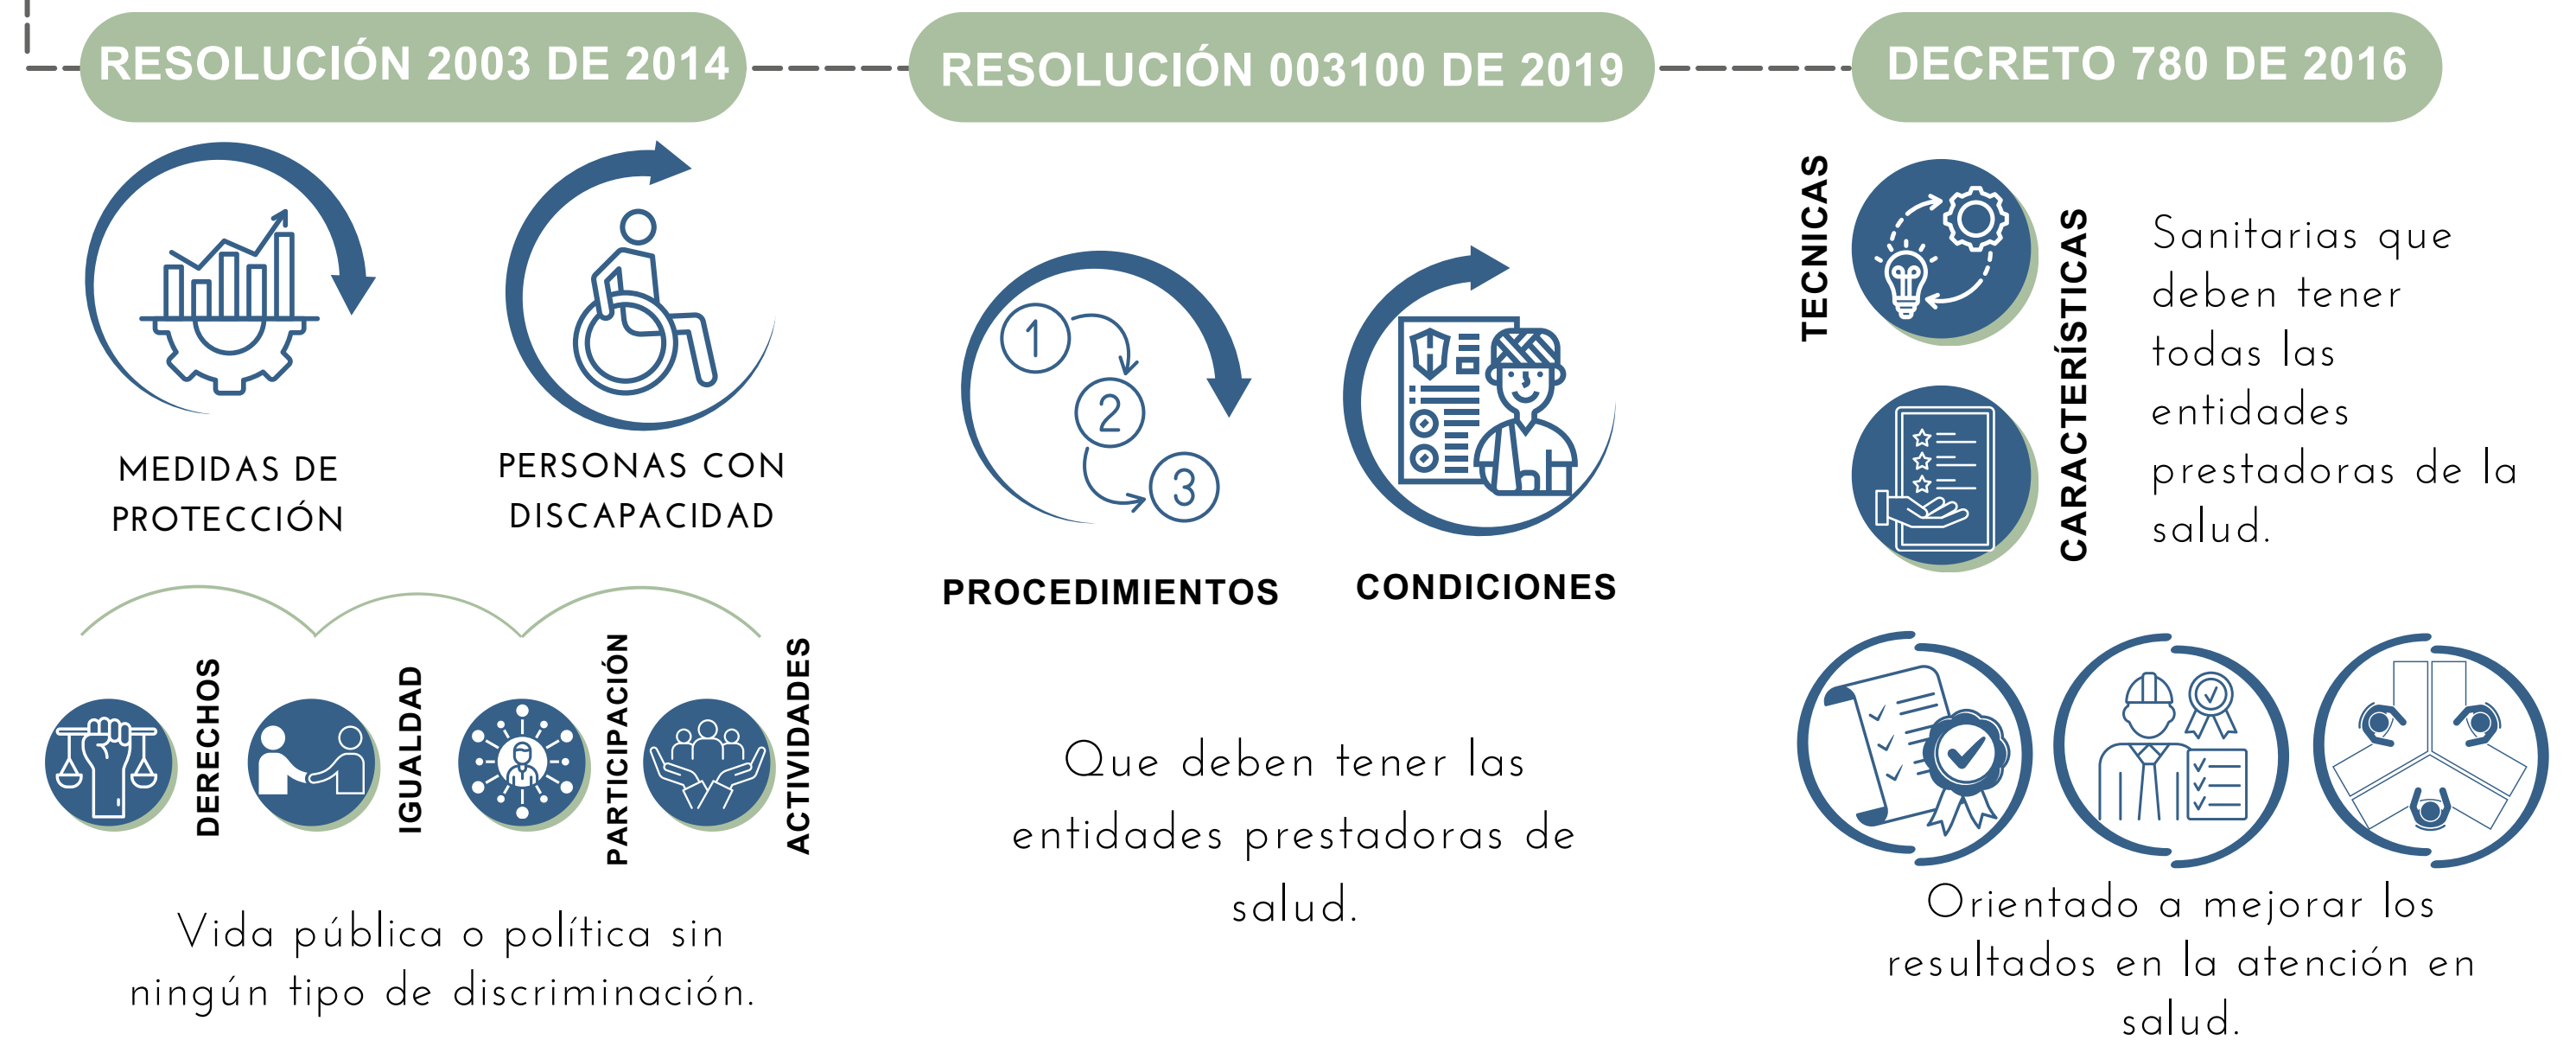 RESOLUCIÓN 2003 DE 2014
MEDIDAS DE
PROTECCIÓN
PERSONAS CON
DISCAPACIDAD
DERECHOS
IGUALDAD
PARTICIPACIÓN
ACTIVIDADES
Vida pública o política sin
ningún tipo de discriminación.
RESOLUCIÓN 003100 DE 2019
1
2
3
H
PROCEDIMIENTOS
CONDICIONES
Que deben tener las
entidades prestadoras de
salud.
DECRETO 780 DE 2016
TECNICAS
CARACTERÍSTICAS
Sanitarias que
deben tener
todas las
entidades
prestadoras de la
salud.
Orientado a mejorar los
resultados en la atención en
salud.